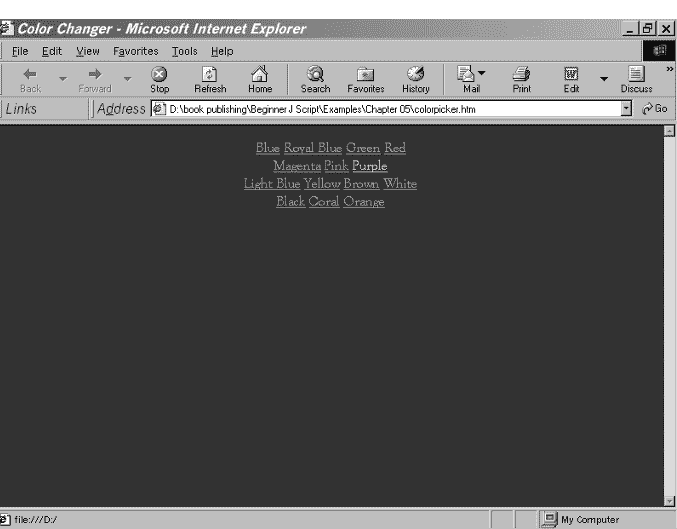 Color Changer - Microsoft Internet Explorer
File Edit View Favorites Tools Help
Back Forward Stop Refresh Home Search Favorites History Mail Print Edit Discuss »
Links Address D:\book publishing\Beginner J Script\Examples\Chapter 05\colorpicker.htm Go
Blue Royal Blue Green Red
Magenta Pink Purple
Light Blue Yellow Brown White
Black Coral Orange
file:///D:/ My Computer